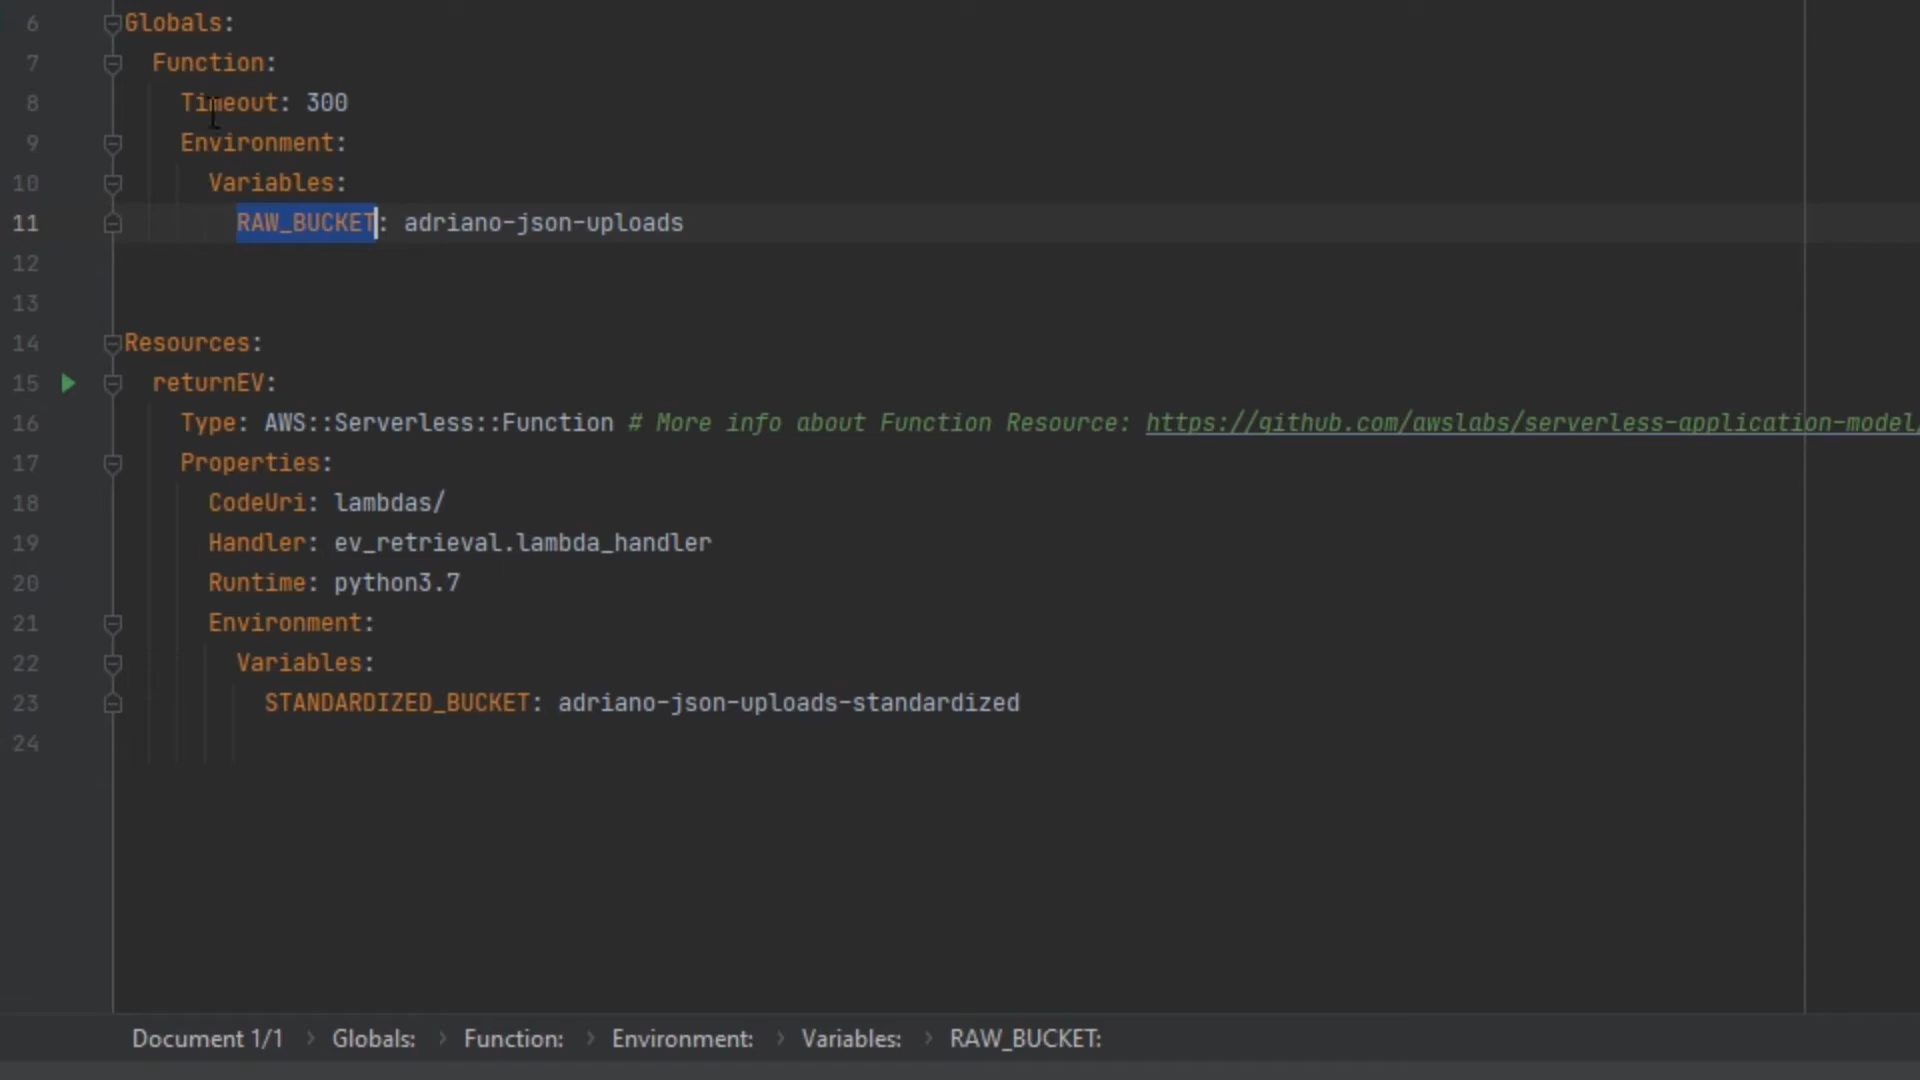 6 Globals:
7 Function:
8 Timeout: 300
9 Environment:
10 Variables:
11 RAW_BUCKET: adriano-json-uploads
12
13
14 Resources:
15 returnEV:
16 Type: AWS::Serverless::Function # More info about Function Resource: https://github.com/awslabs/serverless-application-model/
17 Properties:
18 CodeUri: lambdas/
19 Handler: ev_retrieval.lambda_handler
20 Runtime: python3.7
21 Environment:
22 Variables:
23 STANDARDIZED_BUCKET: adriano-json-uploads-standardized
24
Document 1/1 › Globals: › Function: › Environment: › Variables: › RAW_BUCKET: